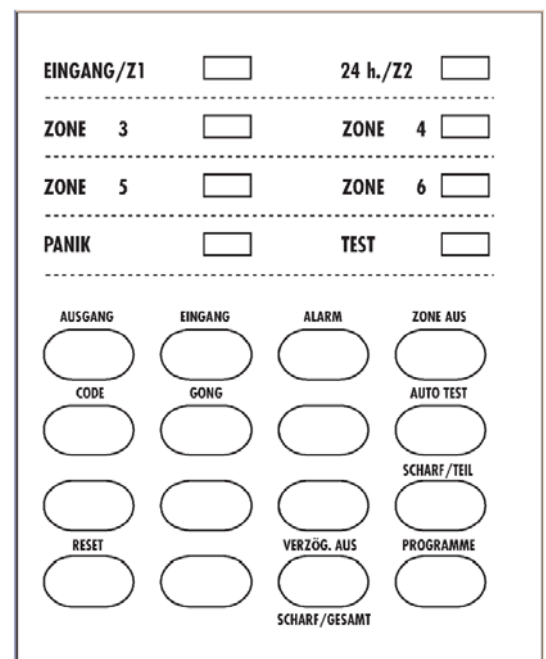 EINGANG/Z1 24 h./Z2
ZONE 3 ZONE 4
ZONE 5 ZONE 6
PANIK TEST
AUSGANG EINGANG ALARM ZONE AUS
CODE GONG AUTO TEST
SCHARF/TEIL
RESET VERZÖG. AUS PROGRAMME
SCHARF/GESAMT